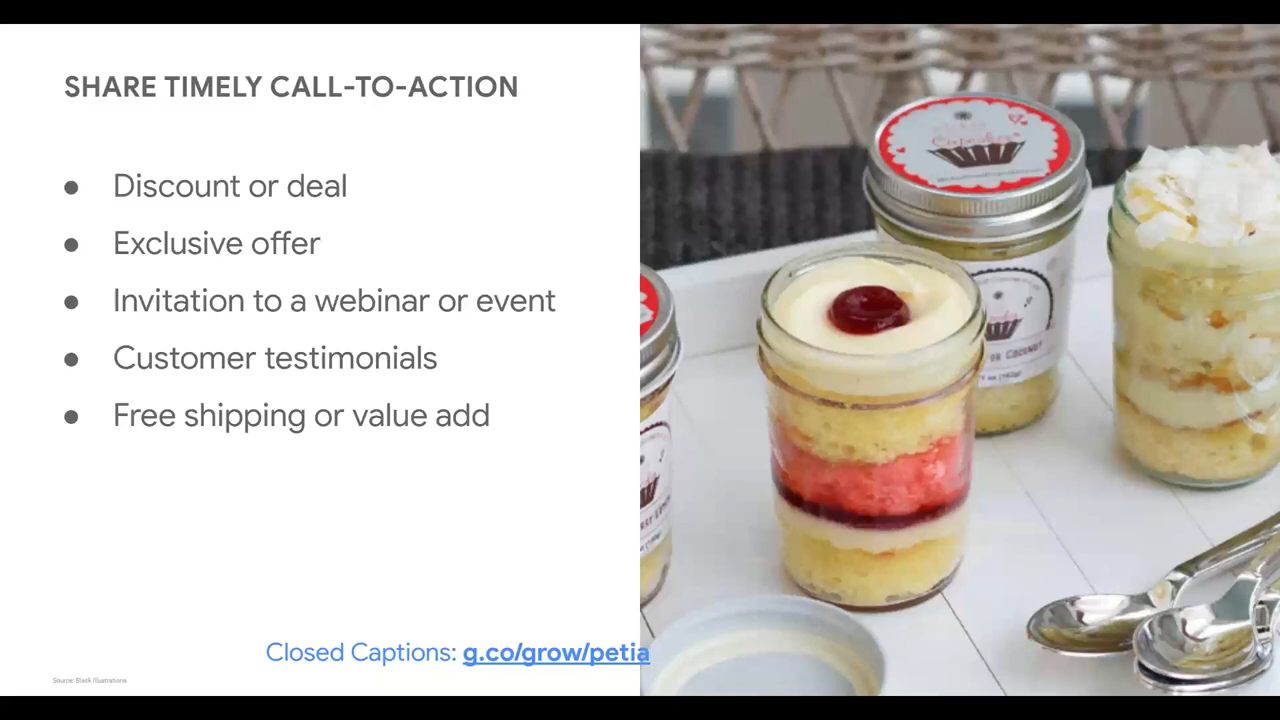 SHARE TIMELY CALL-TO-ACTION
● Discount or deal
● Exclusive offer
● Invitation to a webinar or event
● Customer testimonials
● Free shipping or value add
Closed Captions: g.co/grow/petia
Cupcakes